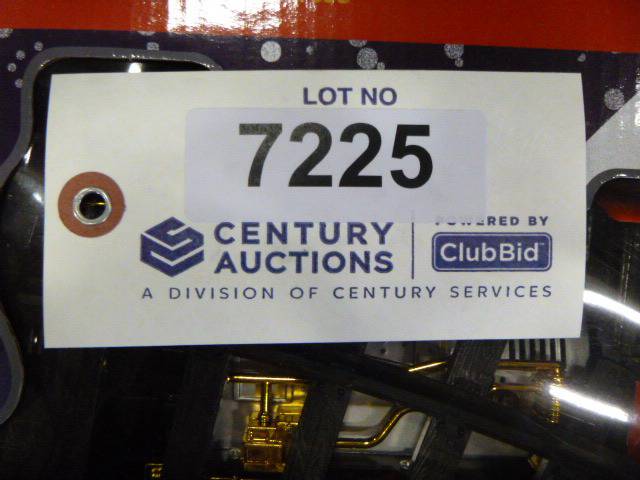 LOT NO
7225
CENTURY
AUCTIONS
POWERED BY
ClubBid
A DIVISION OF CENTURY SERVICES